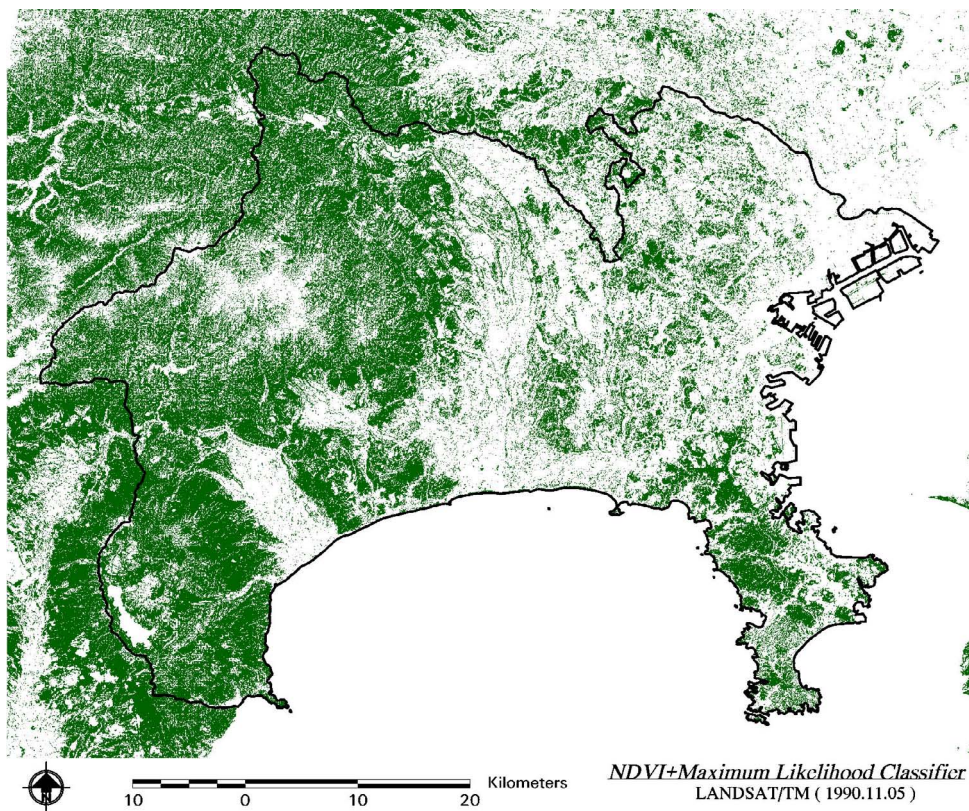 N
Kilometers
10 0 10 20
NDVI+Maximum Likelihood Classifier
LANDSAT/TM ( 1990.11.05 )